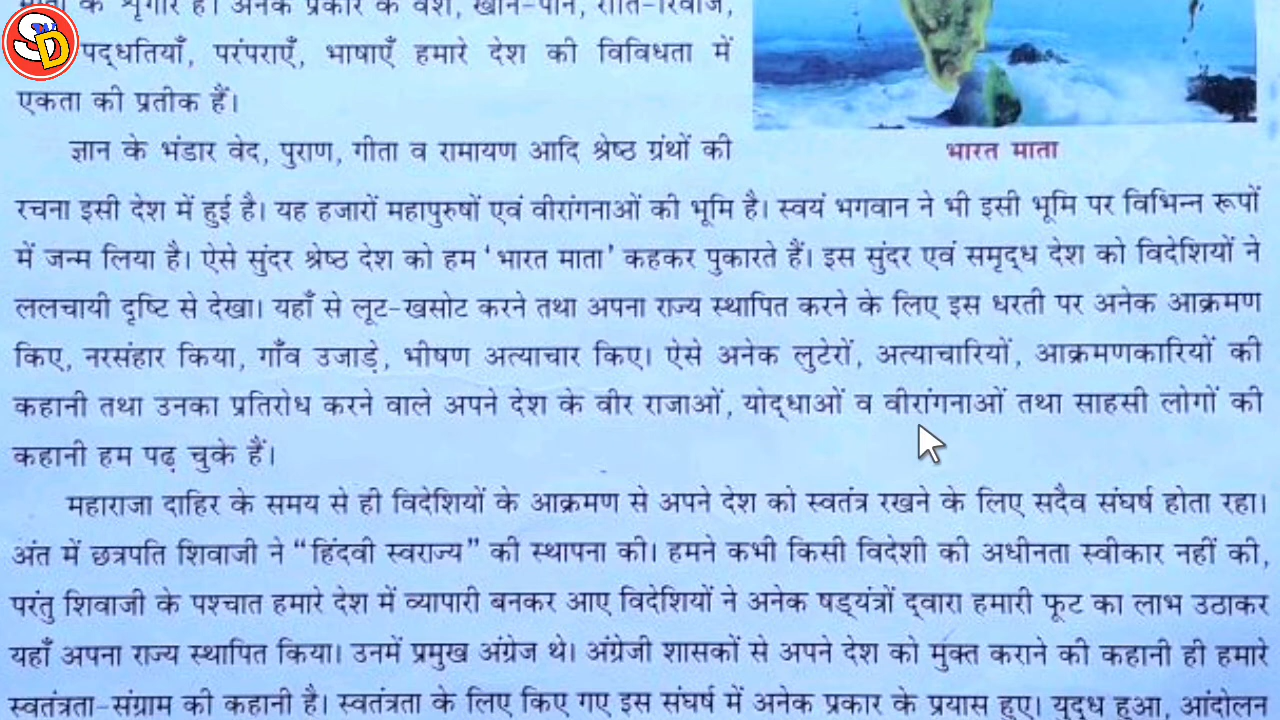 माता के शृंगार हैं। अनेक प्रकार के वेश, खान-पान, रीति-रिवाज,
SD
पद्धतियाँ, परंपराएँ, भाषाएँ हमारे देश की विविधता में
एकता की प्रतीक हैं।
ज्ञान के भंडार वेद, पुराण, गीता व रामायण आदि श्रेष्ठ ग्रंथों की
भारत माता
रचना इसी देश में हुई है। यह हजारों महापुरुषों एवं वीरांगनाओं की भूमि है। स्वयं भगवान ने भी इसी भूमि पर विभिन्न रूपों
में जन्म लिया है। ऐसे सुंदर श्रेष्ठ देश को हम ‘भारत माता’ कहकर पुकारते हैं। इस सुंदर एवं समृद्ध देश को विदेशियों ने
ललचायी दृष्टि से देखा। यहाँ से लूट-खसोट करने तथा अपना राज्य स्थापित करने के लिए इस धरती पर अनेक आक्रमण
किए, नरसंहार किया, गाँव उजाड़े, भीषण अत्याचार किए। ऐसे अनेक लुटेरों, अत्याचारियों, आक्रमणकारियों की
कहानी तथा उनका प्रतिरोध करने वाले अपने देश के वीर राजाओं, योद्धाओं व वीरांगनाओं तथा साहसी लोगों की
कहानी हम पढ़ चुके हैं।
महाराजा दाहिर के समय से ही विदेशियों के आक्रमण से अपने देश को स्वतंत्र रखने के लिए सदैव संघर्ष होता रहा।
अंत में छत्रपति शिवाजी ने “हिंदवी स्वराज्य” की स्थापना की। हमने कभी किसी विदेशी की अधीनता स्वीकार नहीं की,
परंतु शिवाजी के पश्चात हमारे देश में व्यापारी बनकर आए विदेशियों ने अनेक षड्यंत्रों द्वारा हमारी फूट का लाभ उठाकर
यहाँ अपना राज्य स्थापित किया। उनमें प्रमुख अंग्रेज थे। अंग्रेजी शासकों से अपने देश को मुक्त कराने की कहानी ही हमारे
स्वतंत्रता-संग्राम की कहानी है। स्वतंत्रता के लिए किए गए इस संघर्ष में अनेक प्रकार के प्रयास हुए। युद्ध हुआ, आंदोलन